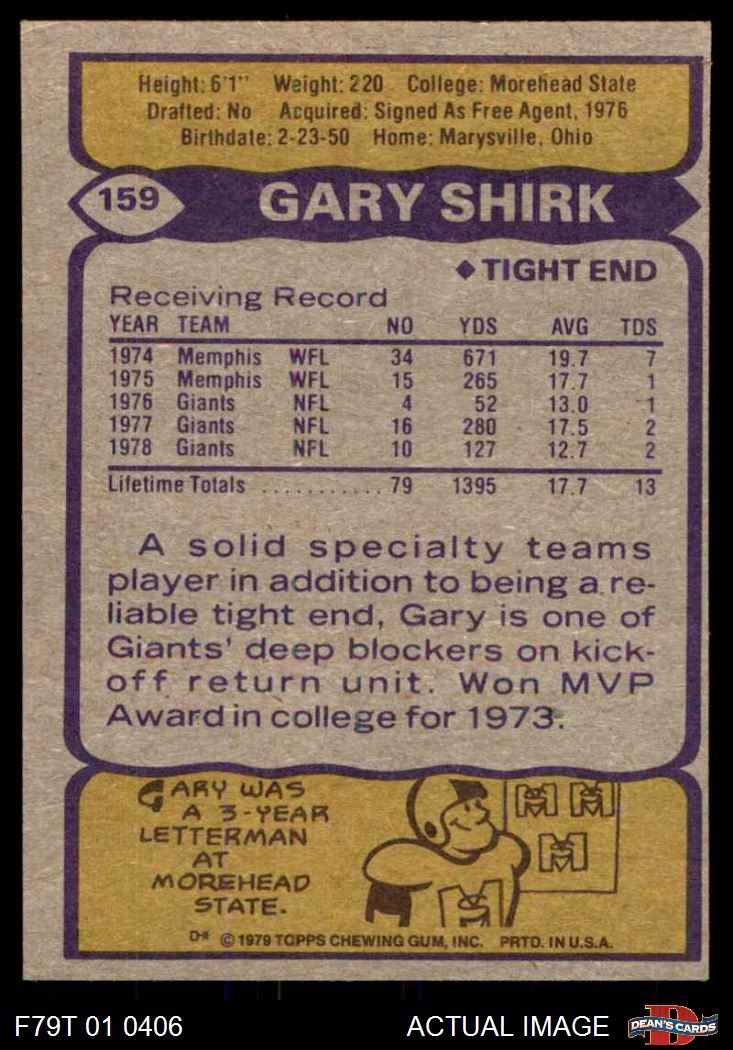 Height: 6'1" Weight: 220 College: Morehead State
Drafted: No Acquired: Signed As Free Agent, 1976
Birthdate: 2-23-50 Home: Marysville, Ohio
159 GARY SHIRK
◆ TIGHT END
Receiving Record
YEAR TEAM NO YDS AVG TDS
1974 Memphis WFL 34 671 19.7 7
1975 Memphis WFL 15 265 17.7 1
1976 Giants NFL 4 52 13.0 1
1977 Giants NFL 16 280 17.5 2
1978 Giants NFL 10 127 12.7 2
Lifetime Totals ........... 79 1395 17.7 13
A solid specialty teams
player in addition to being a re-
liable tight end, Gary is one of
Giants' deep blockers on kick-
off return unit. Won MVP
Award in college for 1973.
GARY WAS
A 3-YEAR
LETTERMAN
AT
MOREHEAD
STATE.
M M
M
M
D* © 1979 TOPPS CHEWING GUM, INC. PRTD. IN U.S.A.
F79T 01 0406 ACTUAL IMAGE D DEAN'S CARDS